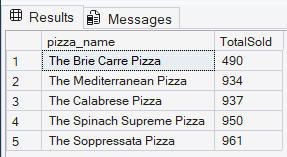 Results Messages
pizza_name TotalSold
1 The Brie Carre Pizza 490
2 The Mediterranean Pizza 934
3 The Calabrese Pizza 937
4 The Spinach Supreme Pizza 950
5 The Soppressata Pizza 961